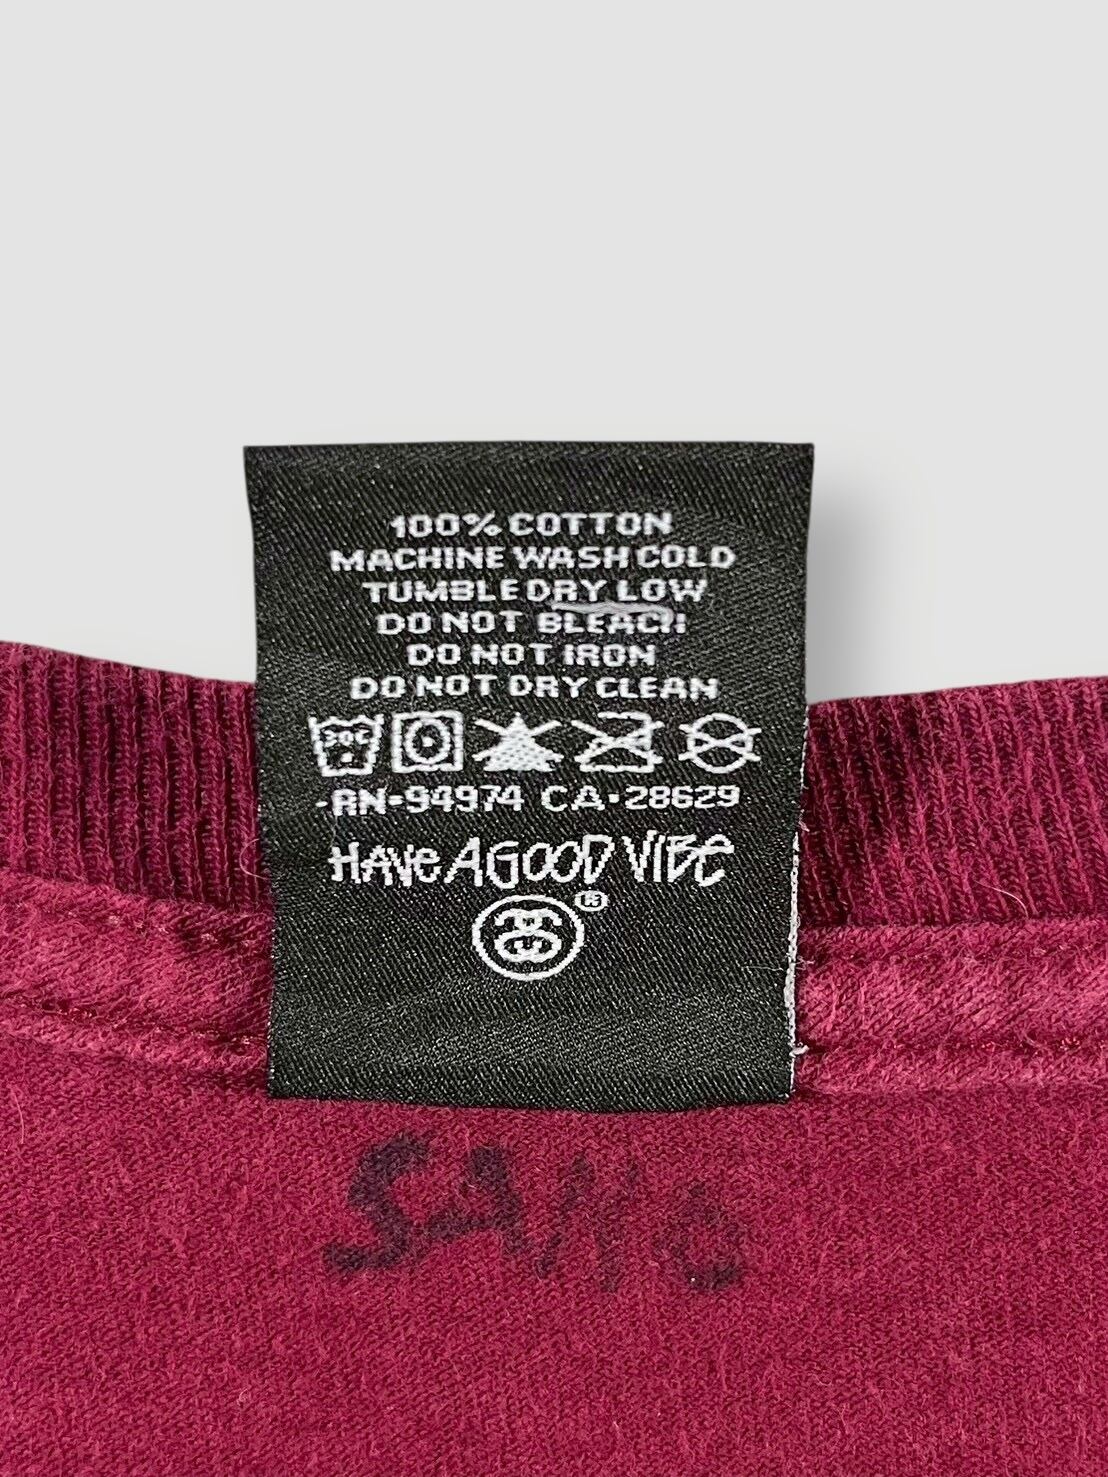 100% COTTON
MACHINE WASH COLD
TUMBLE DRY LOW
DO NOT BLEACH
DO NOT IRON
DO NOT DRY CLEAN
30C
RN•94974 CA•28629
HAVE A GOOD VIBE
®